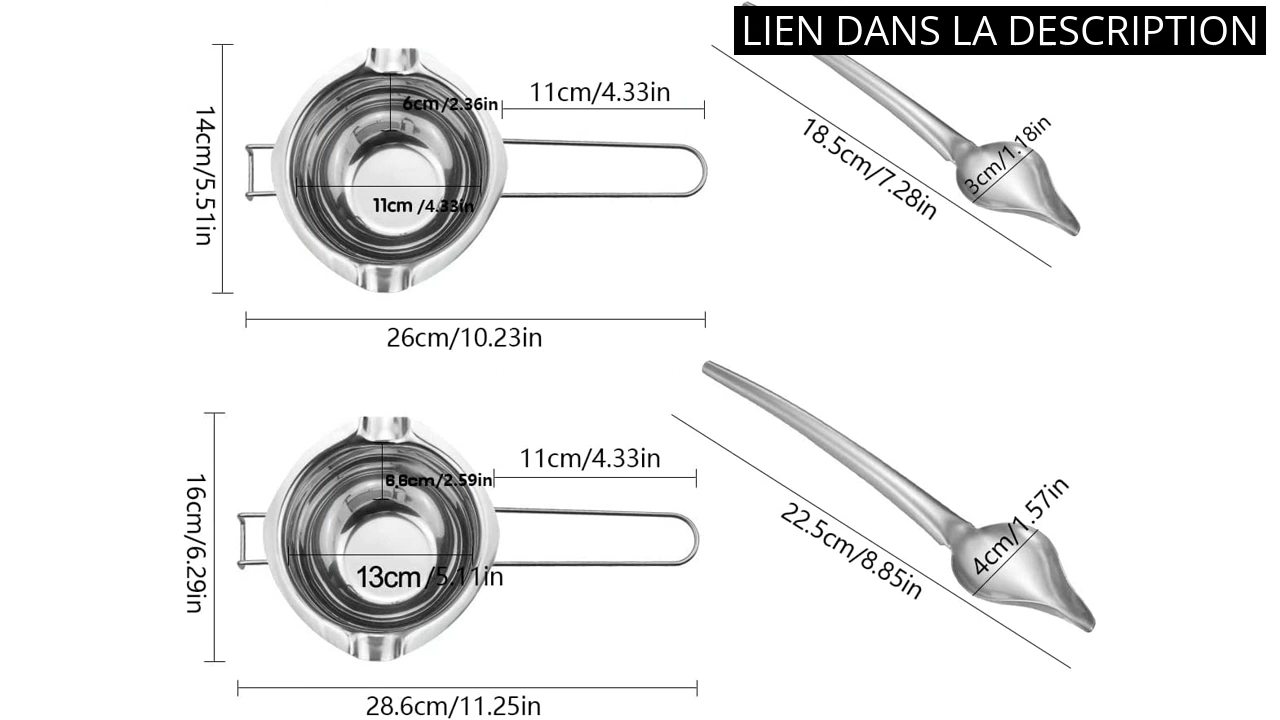 LIEN DANS LA DESCRIPTION
14cm/5.51in
6cm/2.36in
11cm/4.33in
11cm /4.33in
26cm/10.23in
18.5cm/7.28in
3cm/1.18in
16cm/6.29in
6.6cm/2.59in
11cm/4.33in
13cm/5.11in
28.6cm/11.25in
22.5cm/8.85in
4cm/1.57in